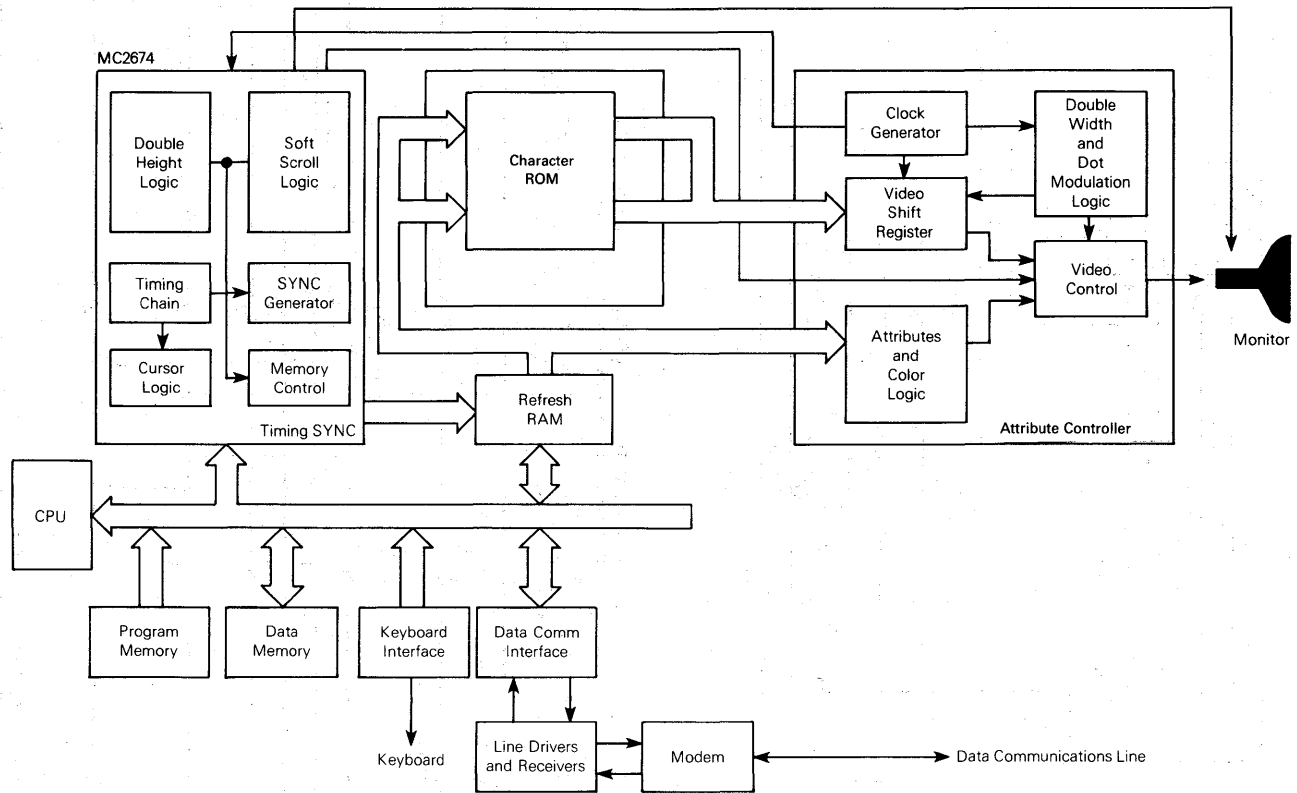 MC2674
Double
Height
Logic
Soft
Scroll
Logic
Timing
Chain
SYNC
Generator
Cursor
Logic
Memory
Control
Timing SYNC
Character
ROM
Refresh
RAM
Clock
Generator
Double
Width
and
Dot
Modulation
Logic
Video
Shift
Register
Video
Control
Attributes
and
Color
Logic
Attribute Controller
Monitor
CPU
Program
Memory
Data
Memory
Keyboard
Interface
Data Comm
Interface
Keyboard
Line Drivers
and Receivers
Modem
Data Communications Line